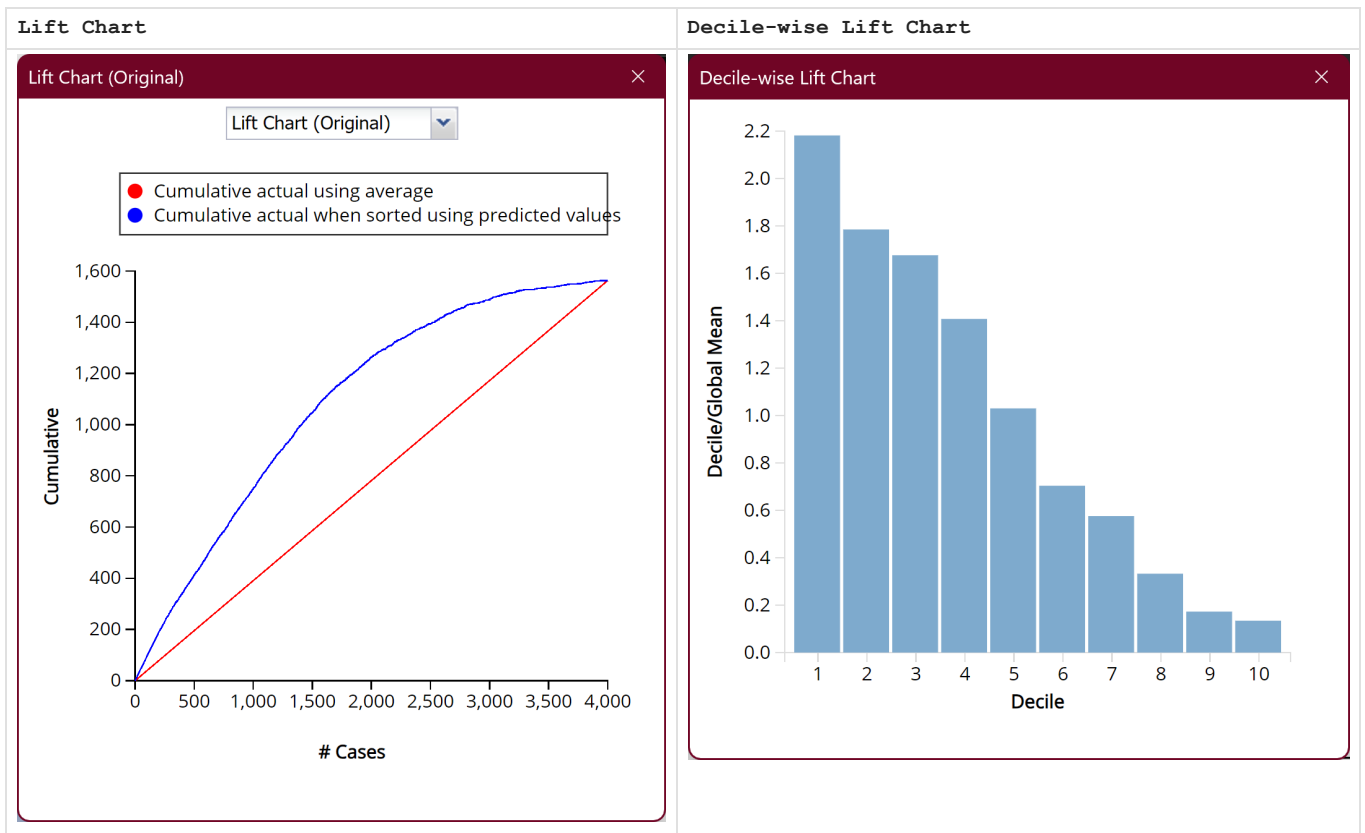 Lift Chart
Decile-wise Lift Chart
Lift Chart (Original)
Lift Chart (Original)
Cumulative actual using average
Cumulative actual when sorted using predicted values
1,600
1,400
1,200
1,000
800
600
400
200
0
Cumulative
0 500 1,000 1,500 2,000 2,500 3,000 3,500 4,000
# Cases
Decile-wise Lift Chart
2.2
2.0
1.8
1.6
1.4
1.2
1.0
0.8
0.6
0.4
0.2
0.0
Decile/Global Mean
1 2 3 4 5 6 7 8 9 10
Decile